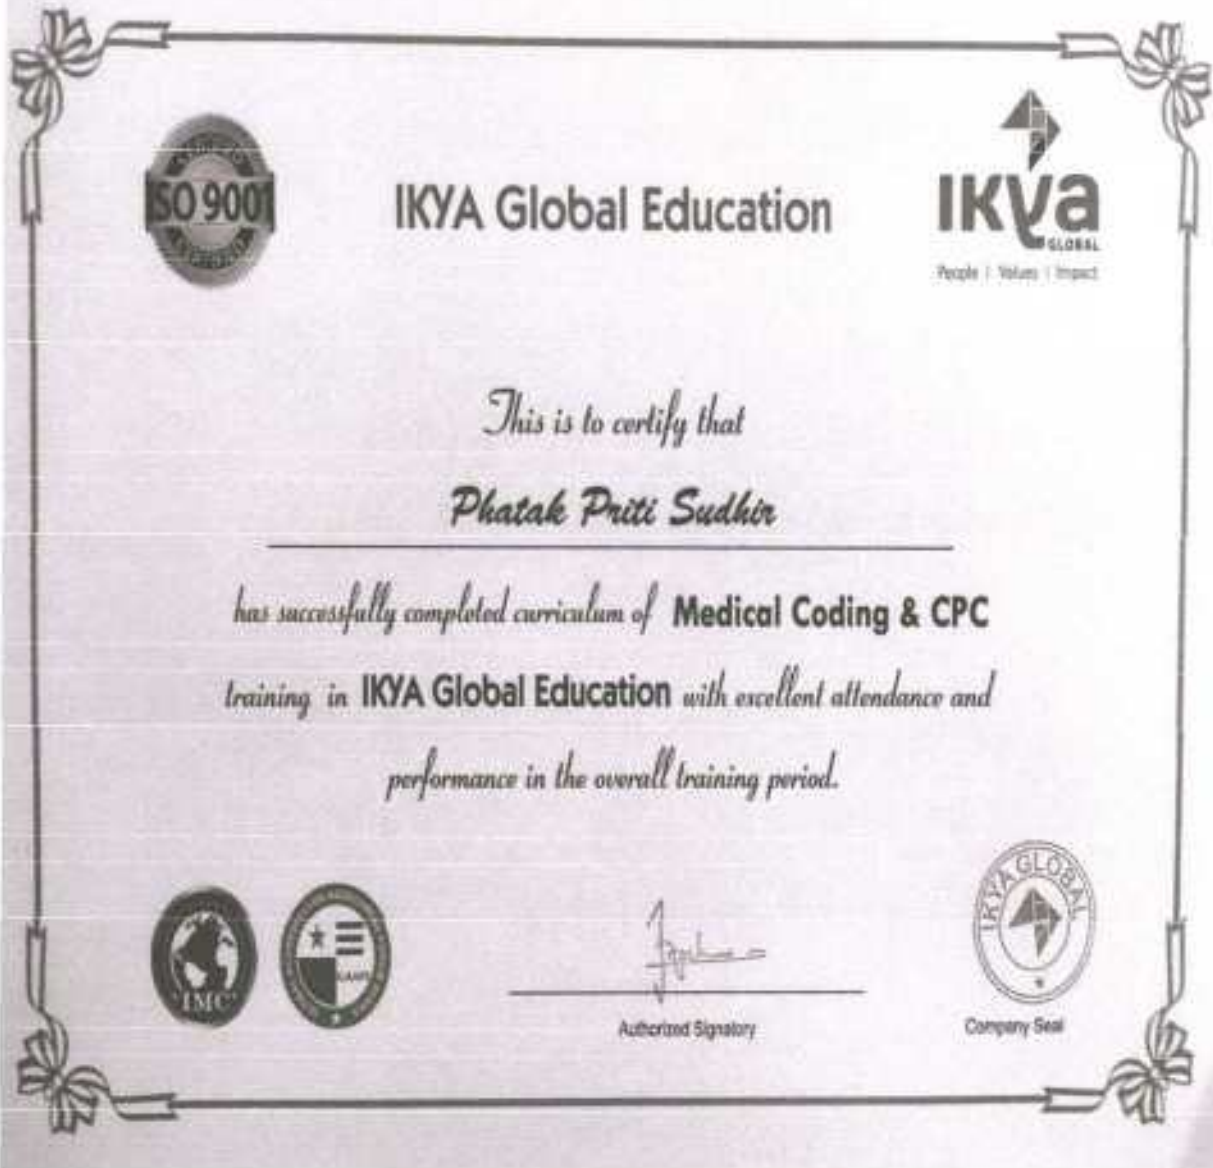 ISO 9001
IKYA Global Education
IKya
GLOBAL
People | Values | Impact
This is to certify that
Phatak Priti Sudhir
has successfully completed curriculum of Medical Coding & CPC
training in IKYA Global Education with excellent attendance and
performance in the overall training period.
IMC
IKYA GLOBAL
Authorized Signatory
Company Seal